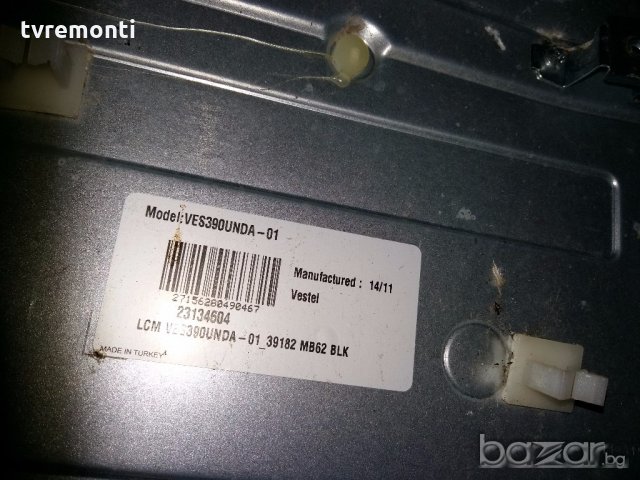 tvremonti
Model:VES390UNDA-01
27156280490467
Manufactured : 14/11
Vestel
23134604
LCM VES390UNDA-01_39182 MB62 BLK
MADE IN TURKEY
bazar.bg